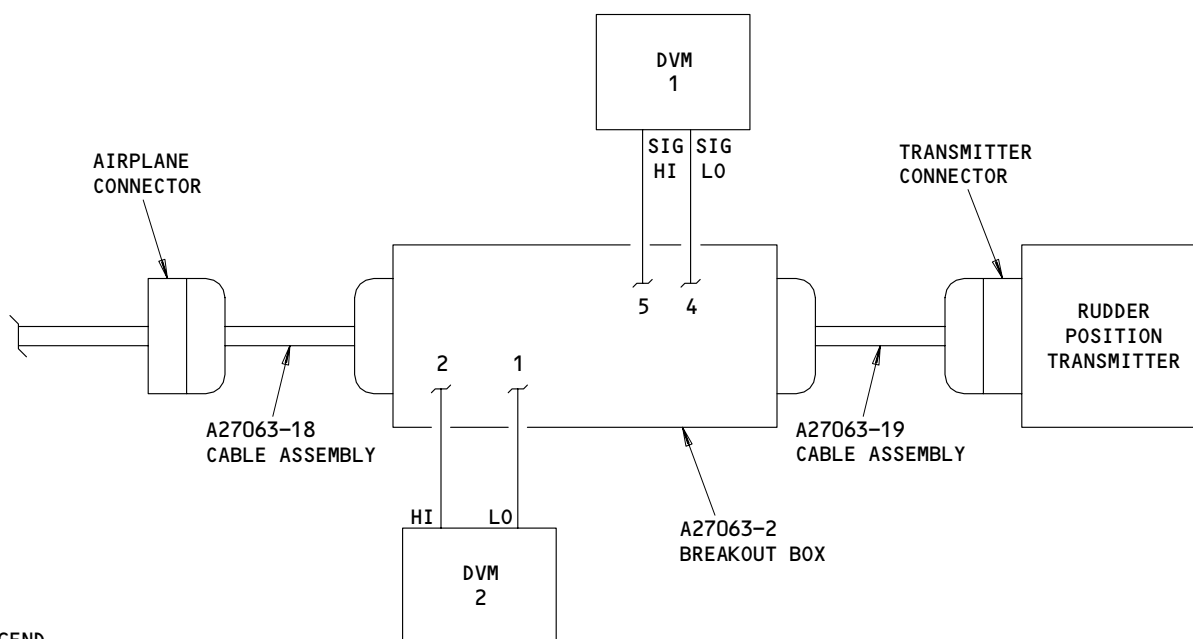 DVM
1
SIG SIG
HI LO
AIRPLANE
CONNECTOR
TRANSMITTER
CONNECTOR
5 4
RUDDER
POSITION
TRANSMITTER
2 1
A27063-18
CABLE ASSEMBLY
A27063-19
CABLE ASSEMBLY
HI LO
A27063-2
BREAKOUT BOX
DVM
2